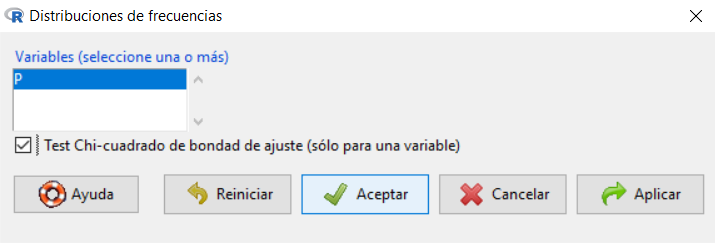 Distribuciones de frecuencias
Variables (seleccione una o más)
P
Test Chi-cuadrado de bondad de ajuste (sólo para una variable)
Ayuda Reiniciar Aceptar Cancelar Aplicar